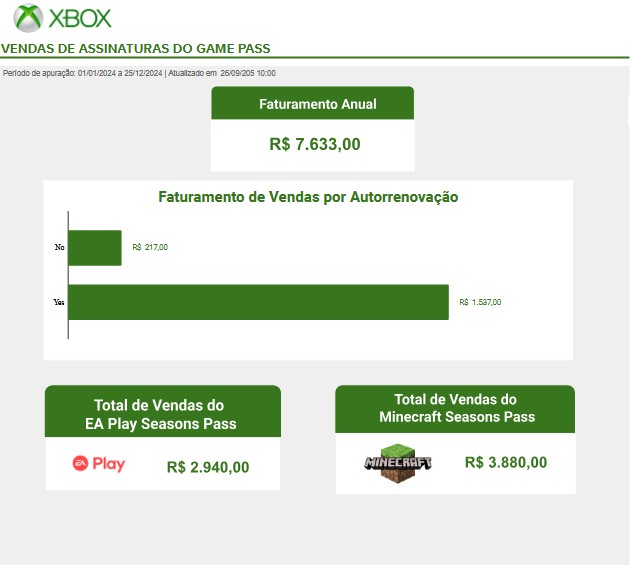 XBOX
VENDAS DE ASSINATURAS DO GAME PASS
Período de apuração: 01/01/2024 a 25/12/2024 | Atualizado em 26/09/205 10:00
Faturamento Anual
R$ 7.633,00
Faturamento de Vendas por Autorrenovação
No
R$ 217,00
Yes
R$ 1.537,00
Total de Vendas do
EA Play Seasons Pass
EA Play
R$ 2.940,00
Total de Vendas do
Minecraft Seasons Pass
MINECRAFT
R$ 3.880,00